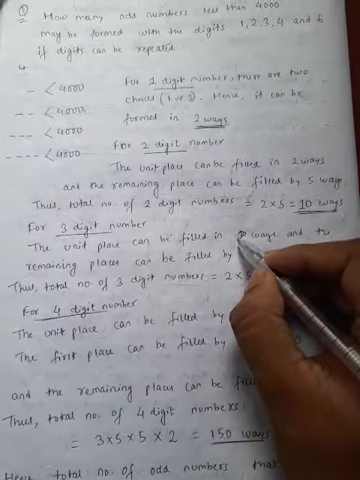 ① How many odd numbers less than 4000
may be formed with the digits 1, 2, 3, 4 and 6
if digits can be repeated.
- < 4000 For 1 digit number, there are two
-- < 4000 (1 or 3). Hence, it can be
--- < 4000 formed in 2 ways
---- < 4000 For 2 digit number
The unit place can be filled in 2 ways
and the remaining place can be filled by 5 ways
Thus, total no. of 2 digit numbers = 2 x 5 = 10 ways
For 3 digit number
The unit place can be filled in ways and the
remaining places can be filled by
Thus, total no. of 3 digit numbers = 2 x 5
For 4 digit number
The unit place can be filled by
The first place can be filled by
and the remaining places can be
Thus, total no. of 4 digit numbers
= 3 x 5 x 5 x 2 = 150 ways
Hence total no. of odd numbers